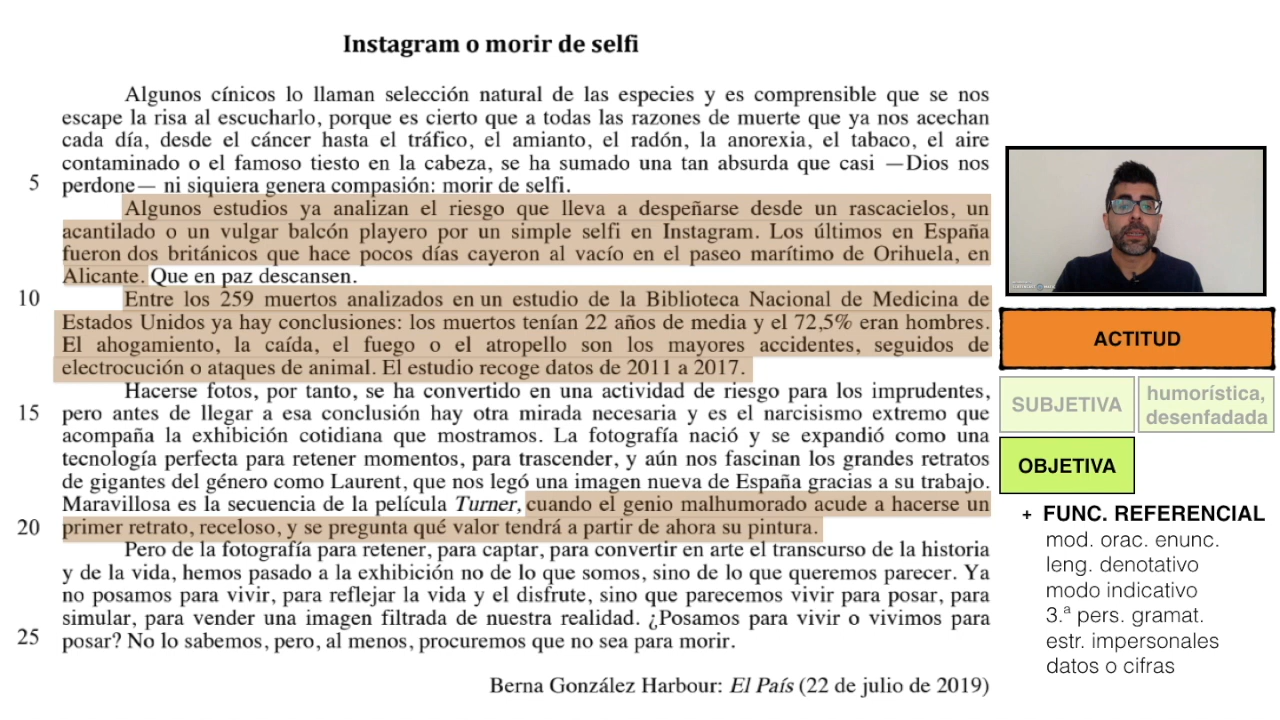 Instagram o morir de selfi
Algunos cínicos lo llaman selección natural de las especies y es comprensible que se nos
escape la risa al escucharlo, porque es cierto que a todas las razones de muerte que ya nos acechan
cada día, desde el cáncer hasta el tráfico, el amianto, el radón, la anorexia, el tabaco, el aire
contaminado o el famoso tiesto en la cabeza, se ha sumado una tan absurda que casi —Dios nos
5 perdone— ni siquiera genera compasión: morir de selfi.
Algunos estudios ya analizan el riesgo que lleva a despeñarse desde un rascacielos, un
acantilado o un vulgar balcón playero por un simple selfi en Instagram. Los últimos en España
fueron dos británicos que hace pocos días cayeron al vacío en el paseo marítimo de Orihuela, en
Alicante. Que en paz descansen.
10 Entre los 259 muertos analizados en un estudio de la Biblioteca Nacional de Medicina de
Estados Unidos ya hay conclusiones: los muertos tenían 22 años de media y el 72,5% eran hombres.
El ahogamiento, la caída, el fuego o el atropello son los mayores accidentes, seguidos de
electrocución o ataques de animal. El estudio recoge datos de 2011 a 2017.
Hacerse fotos, por tanto, se ha convertido en una actividad de riesgo para los imprudentes,
15 pero antes de llegar a esa conclusión hay otra mirada necesaria y es el narcisismo extremo que
acompaña la exhibición cotidiana que mostramos. La fotografía nació y se expandió como una
tecnología perfecta para retener momentos, para trascender, y aún nos fascinan los grandes retratos
de gigantes del género como Laurent, que nos legó una imagen nueva de España gracias a su trabajo.
Maravillosa es la secuencia de la película Turner, cuando el genio malhumorado acude a hacerse un
20 primer retrato, receloso, y se pregunta qué valor tendrá a partir de ahora su pintura.
Pero de la fotografía para retener, para captar, para convertir en arte el transcurso de la historia
y de la vida, hemos pasado a la exhibición no de lo que somos, sino de lo que queremos parecer. Ya
no posamos para vivir, para reflejar la vida y el disfrute, sino que parecemos vivir para posar, para
simular, para vender una imagen filtrada de nuestra realidad. ¿Posamos para vivir o vivimos para
25 posar? No lo sabemos, pero, al menos, procuremos que no sea para morir.
Berna González Harbour: El País (22 de julio de 2019)
ACTITUD
SUBJETIVA
humorística,
desenfadada
OBJETIVA
+ FUNC. REFERENCIAL
mod. orac. enunc.
leng. denotativo
modo indicativo
3.ª pers. gramat.
estr. impersonales
datos o cifras